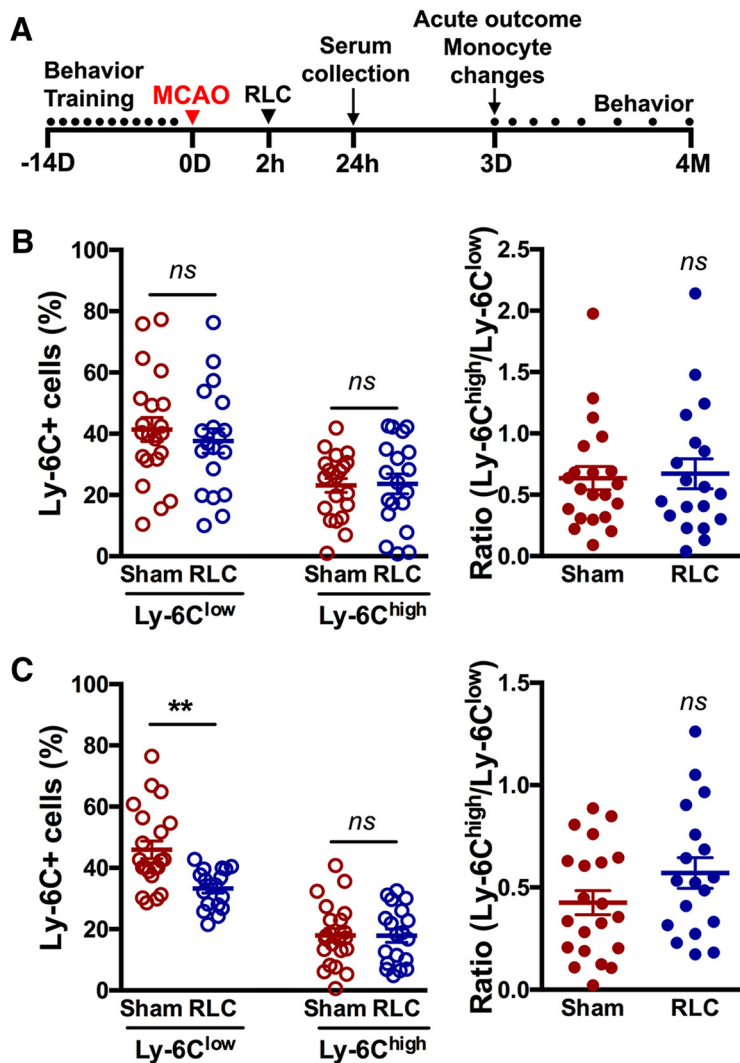 A
Behavior
Training
MCAO
RLC
Serum
collection
Acute outcome
Monocyte
changes
Behavior
-14D 0D 2h 24h 3D 4M
B
Ly-6C+ cells (%)
100
80
60
40
20
0
ns
ns
Sham RLC Sham RLC
Ly-6Clow Ly-6Chigh
Ratio (Ly-6Chigh/Ly-6Clow)
2.5
2.0
1.5
1.0
0.5
0.0
ns
Sham RLC
C
Ly-6C+ cells (%)
100
80
60
40
20
0
**
ns
Sham RLC Sham RLC
Ly-6Clow Ly-6Chigh
Ratio (Ly-6Chigh/Ly-6Clow)
1.5
1.0
0.5
0.0
ns
Sham RLC